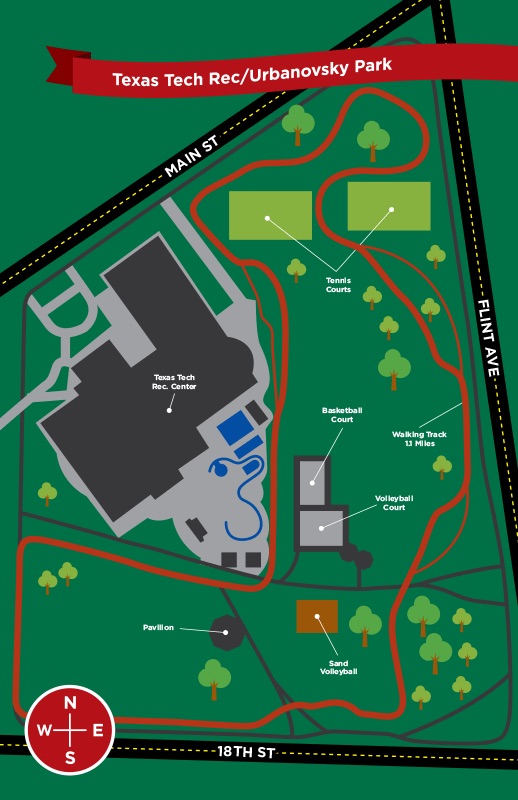 Texas Tech Rec/Urbanovsky Park
MAIN ST
Tennis
Courts
FLINT AVE
Texas Tech
Rec. Center
Basketball
Court
Walking Track
1.1 Miles
Volleyball
Court
Pavilion
Sand
Volleyball
N
W E
S
18TH ST